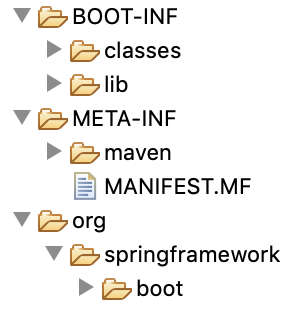 BOOT-INF
classes
lib
META-INF
maven
MANIFEST.MF
org
springframework
boot